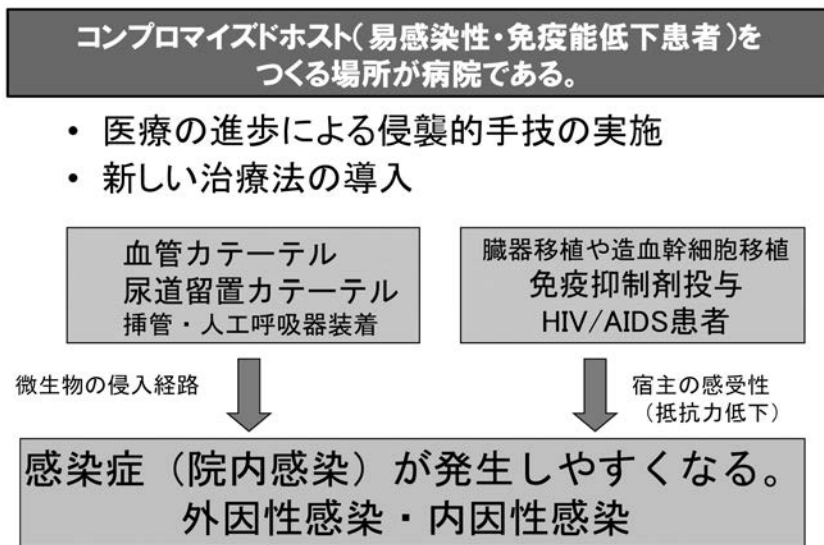 コンプロマイズドホスト(易感染性・免疫能低下患者)を
つくる場所が病院である。
• 医療の進歩による侵襲的手技の実施
• 新しい治療法の導入
血管カテーテル
尿道留置カテーテル
挿管・人工呼吸器装着
臓器移植や造血幹細胞移植
免疫抑制剤投与
HIV/AIDS患者
微生物の侵入経路
宿主の感受性
(抵抗力低下)
感染症(院内感染)が発生しやすくなる。
外因性感染・内因性感染